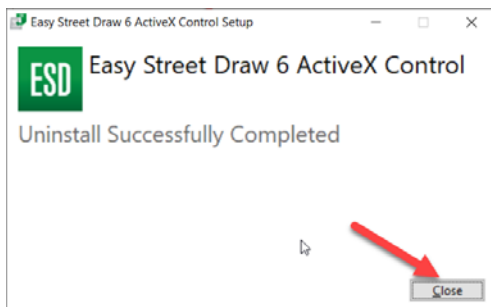 Easy Street Draw 6 ActiveX Control Setup
ESD
Easy Street Draw 6 ActiveX Control
Uninstall Successfully Completed
Close